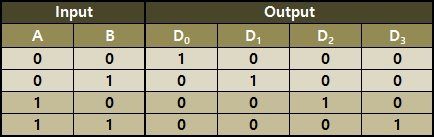 Input Output
A B D₀ D₁ D₂ D₃
0 0 1 0 0 0
0 1 0 1 0 0
1 0 0 0 1 0
1 1 0 0 0 1